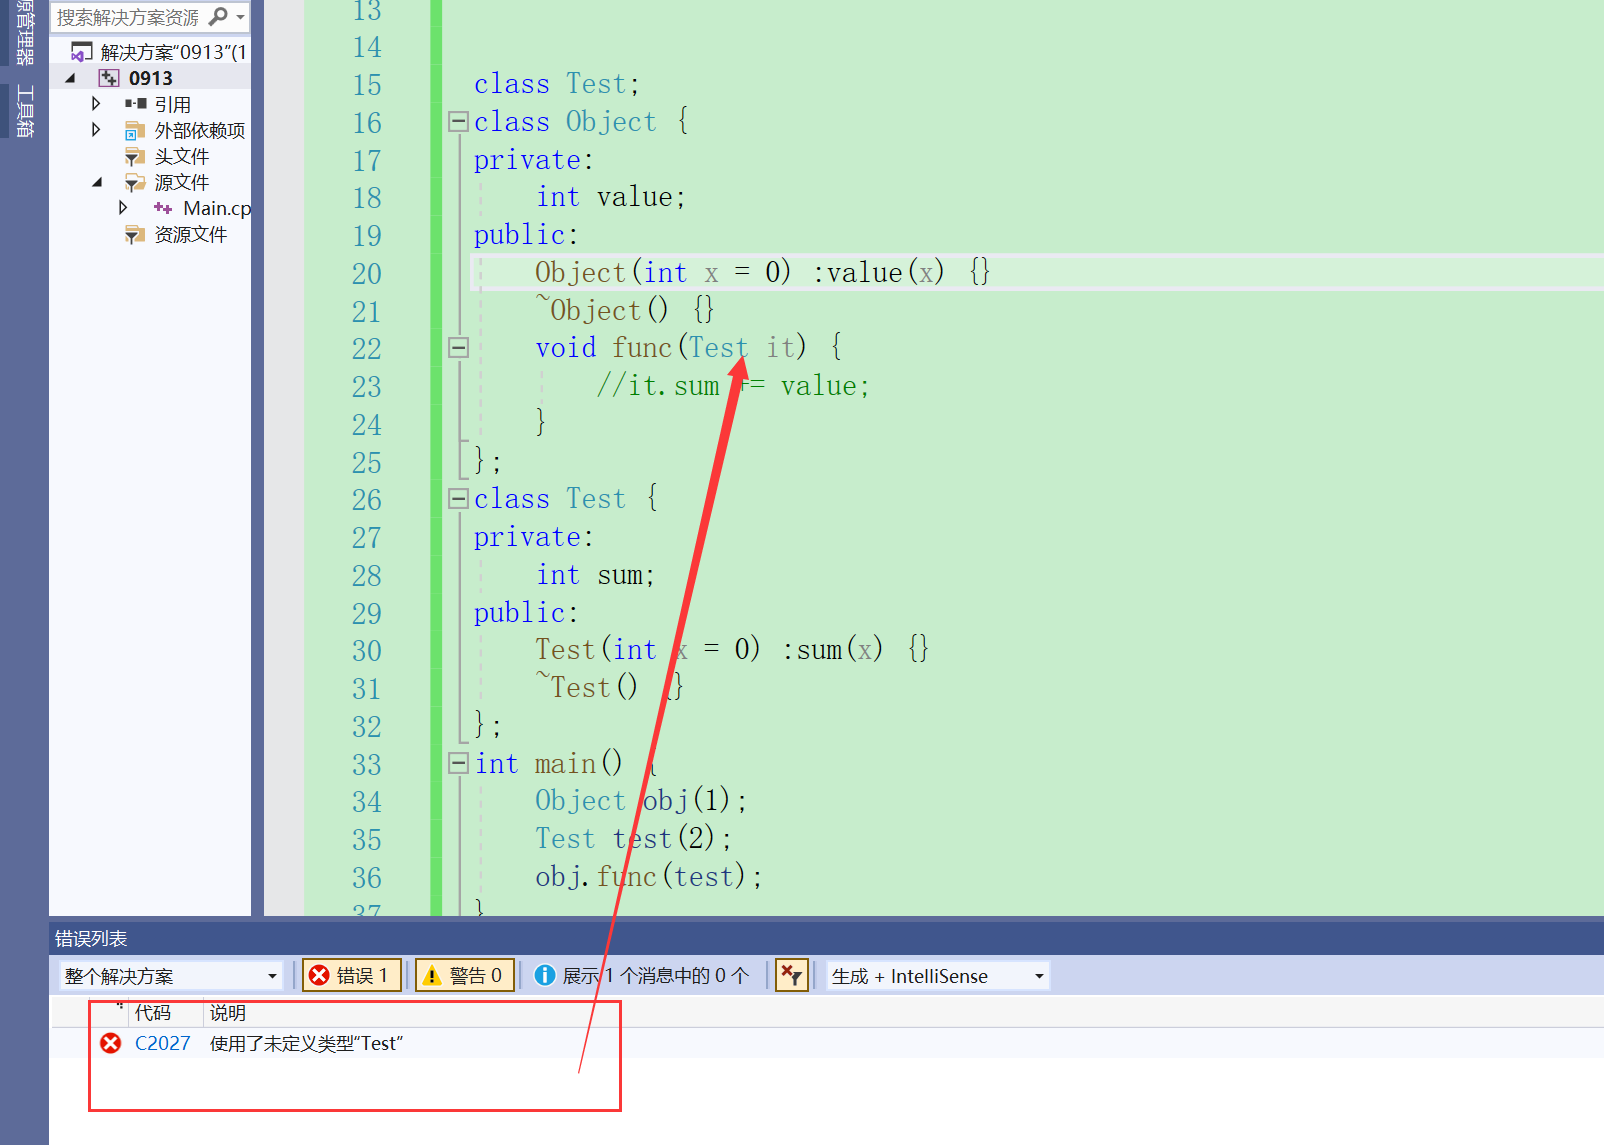 源管理器
工具箱
搜索解决方案资源
解决方案"0913"(1
0913
引用
外部依赖项
头文件
源文件
Main.cp
资源文件
13
14
15 class Test;
16 class Object {
17 private:
18 int value;
19 public:
20 Object(int x = 0) :value(x) {}
21 ~Object() {}
22 void func(Test it) {
23 //it.sum += value;
24 }
25 };
26 class Test {
27 private:
28 int sum;
29 public:
30 Test(int x = 0) :sum(x) {}
31 ~Test() {}
32 };
33 int main() {
34 Object obj(1);
35 Test test(2);
36 obj.func(test);
37 }
错误列表
整个解决方案 错误 1 警告 0 展示 1 个消息中的 0 个 生成 + IntelliSense
代码 说明
C2027 使用了未定义类型“Test”